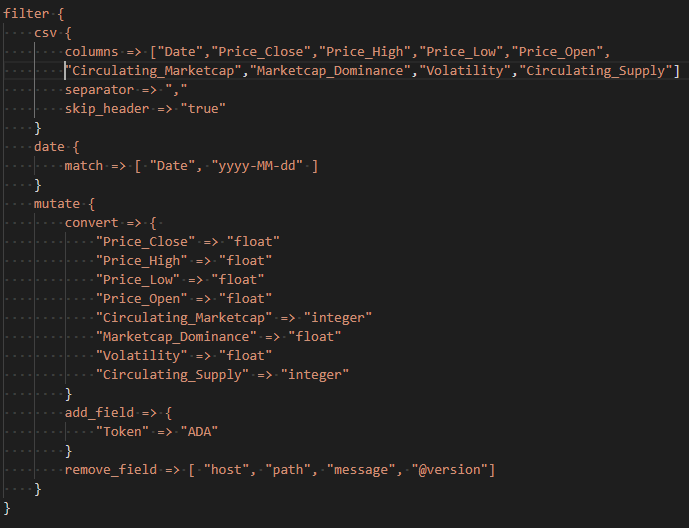 filter {
csv {
columns => ["Date","Price_Close","Price_High","Price_Low","Price_Open",
"Circulating_Marketcap","Marketcap_Dominance","Volatility","Circulating_Supply"]
separator => ","
skip_header => "true"
}
date {
match => [ "Date", "yyyy-MM-dd" ]
}
mutate {
convert => {
"Price_Close" => "float"
"Price_High" => "float"
"Price_Low" => "float"
"Price_Open" => "float"
"Circulating_Marketcap" => "integer"
"Marketcap_Dominance" => "float"
"Volatility" => "float"
"Circulating_Supply" => "integer"
}
add_field => {
"Token" => "ADA"
}
remove_field => [ "host", "path", "message", "@version"]
}
}